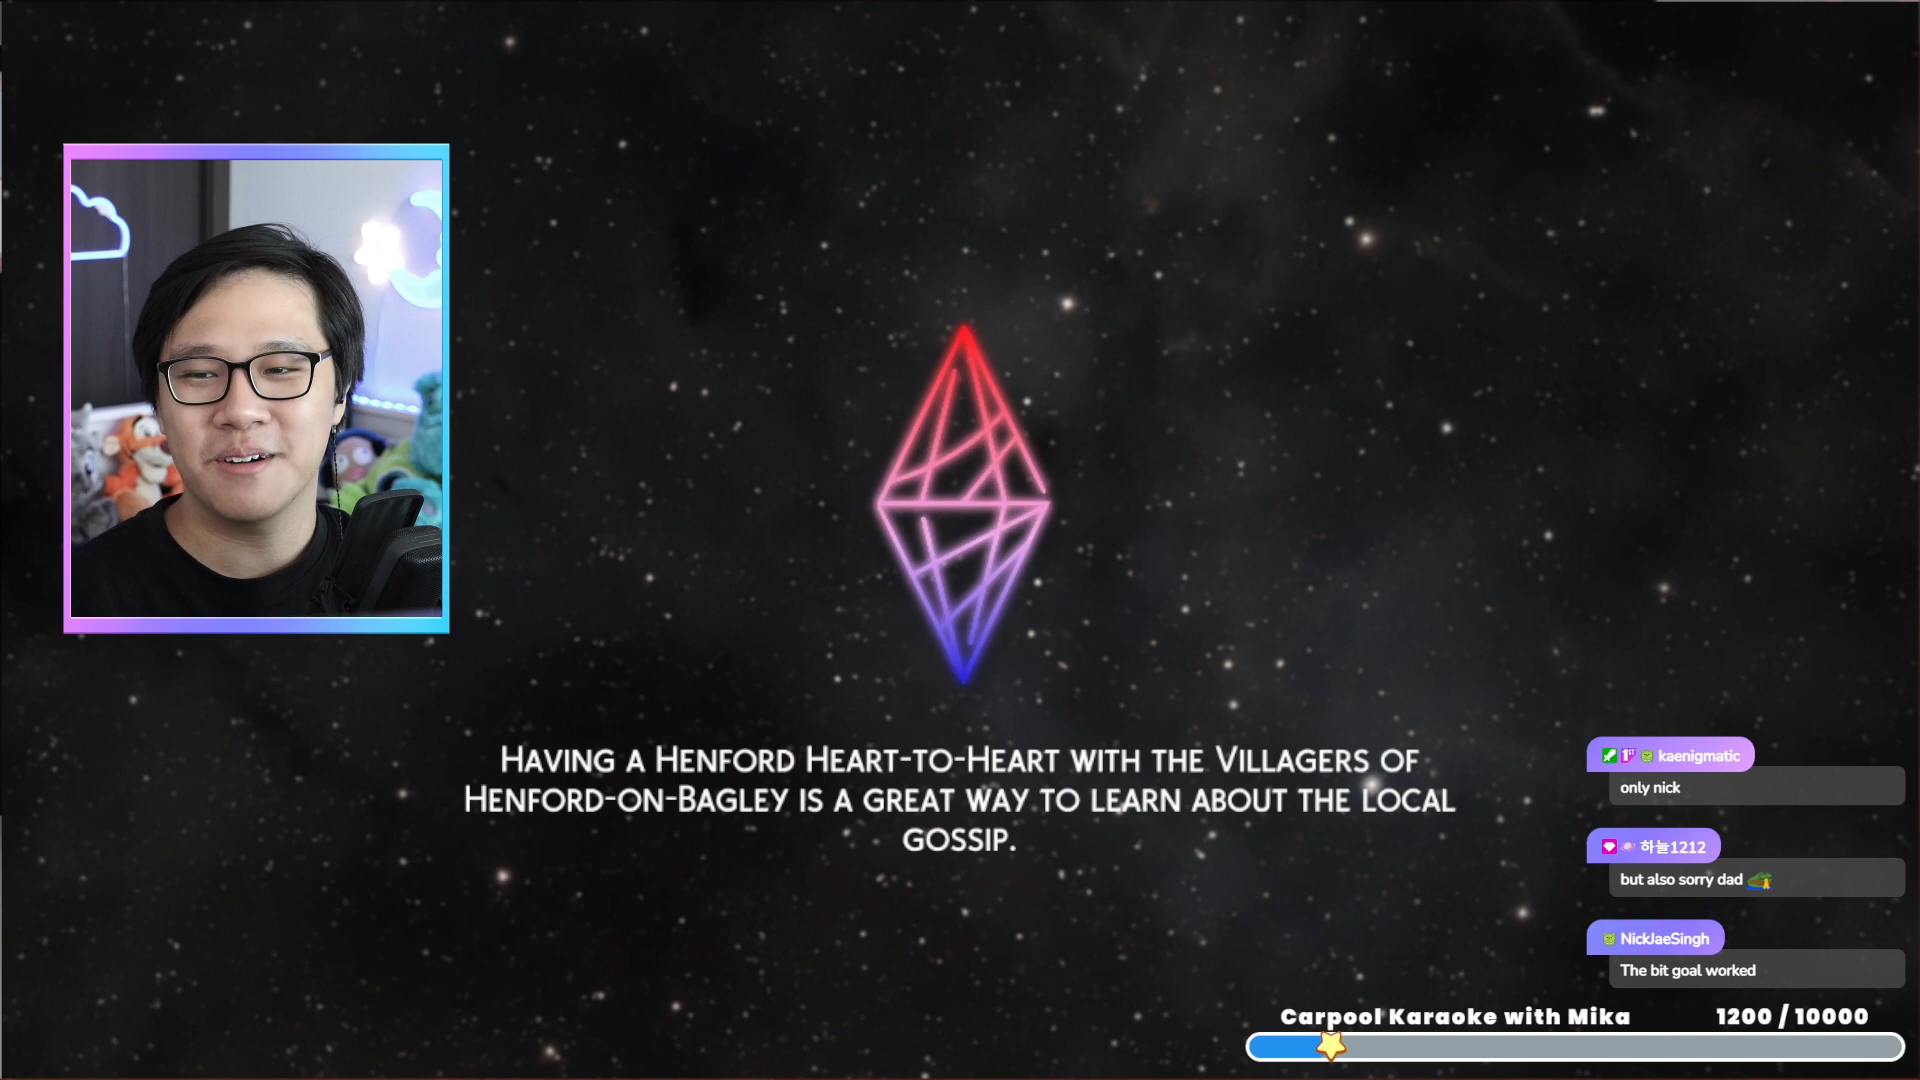 HAVING A HENFORD HEART-TO-HEART WITH THE VILLAGERS OF
HENFORD-ON-BAGLEY IS A GREAT WAY TO LEARN ABOUT THE LOCAL
GOSSIP.
kaenigmatic
only nick
하늘1212
but also sorry dad
NickJaeSingh
The bit goal worked
Carpool Karaoke with Mika 1200 / 10000